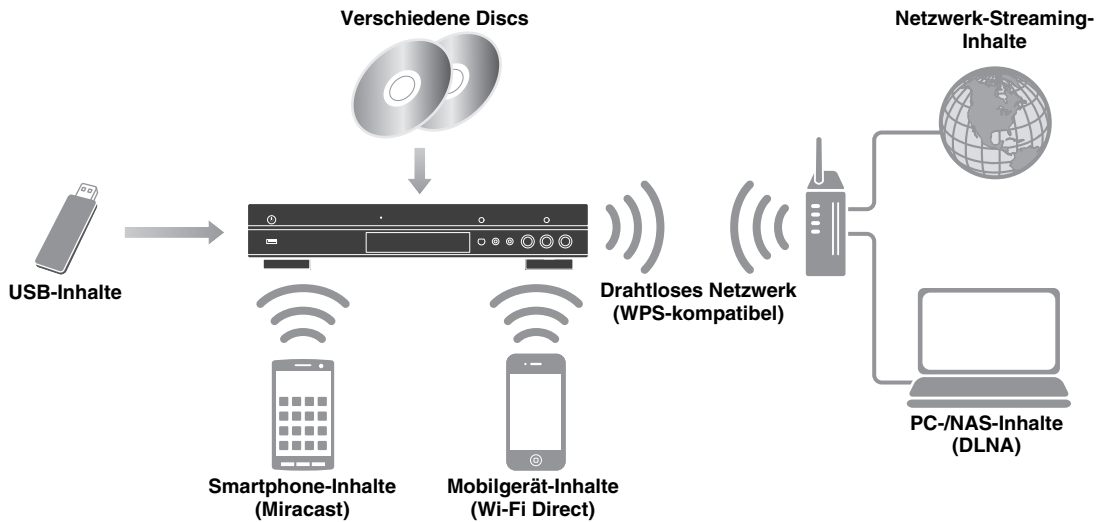 Verschiedene Discs
Netzwerk-Streaming-
Inhalte
USB-Inhalte
Drahtloses Netzwerk
(WPS-kompatibel)
PC-/NAS-Inhalte
(DLNA)
Smartphone-Inhalte
(Miracast)
Mobilgerät-Inhalte
(Wi-Fi Direct)